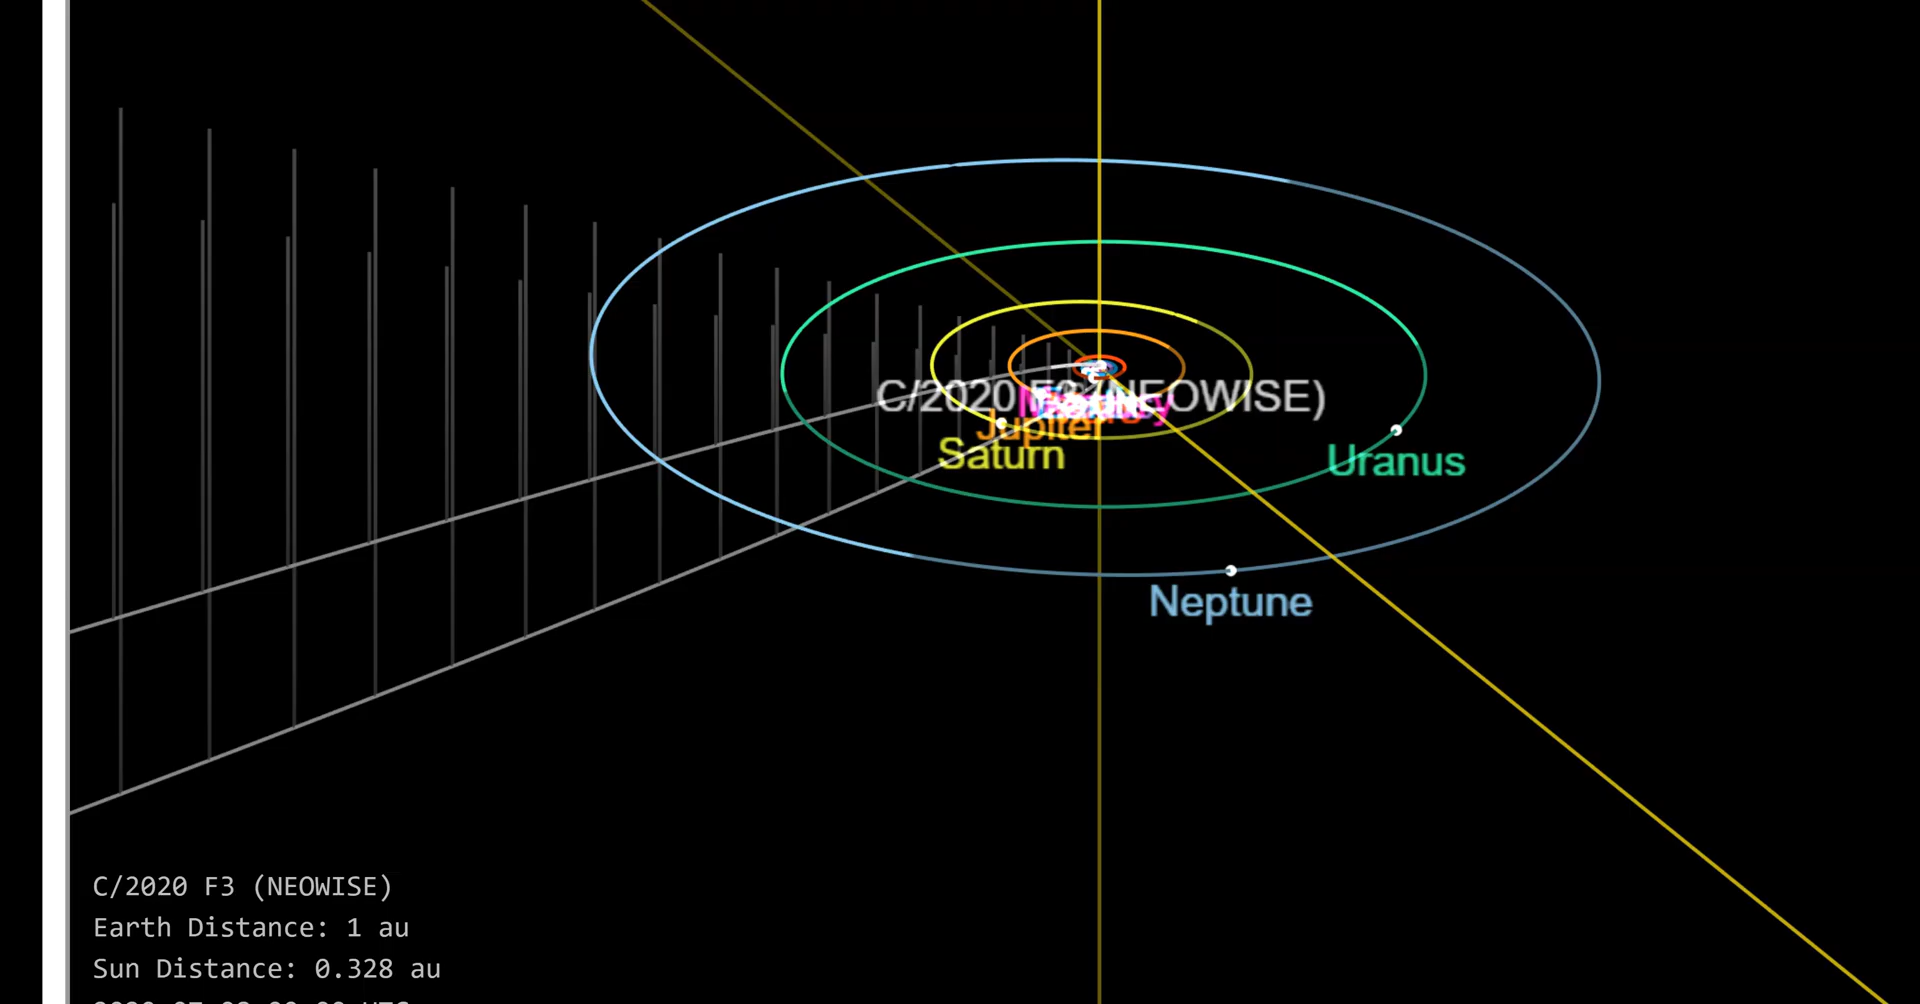 C/2020 F3 (NEOWISE)
Jupiter
Saturn
Uranus
Neptune
C/2020 F3 (NEOWISE)
Earth Distance: 1 au
Sun Distance: 0.328 au